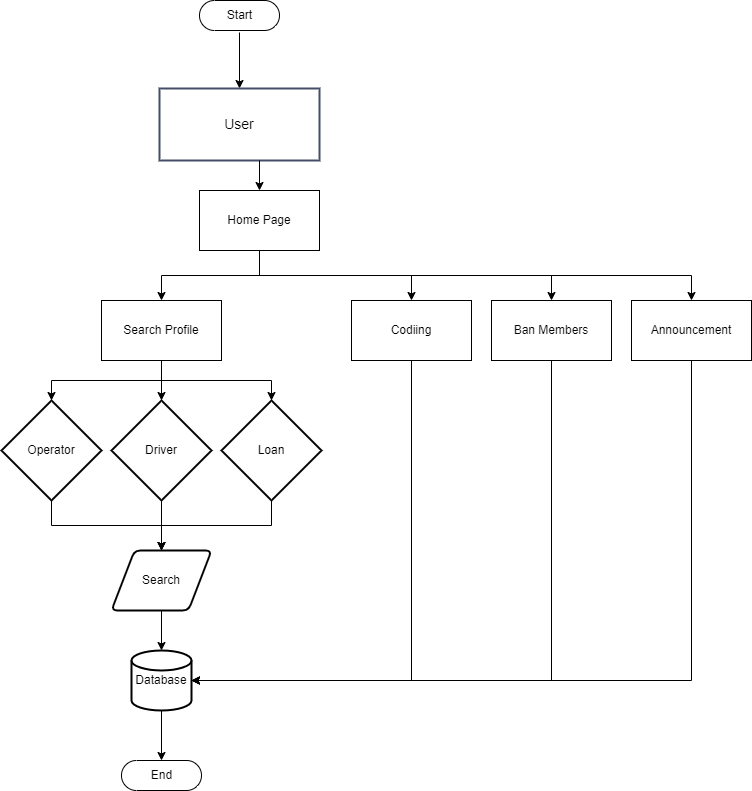 Start
User
Home Page
Search Profile
Codiing
Ban Members
Announcement
Operator
Driver
Loan
Search
Database
End